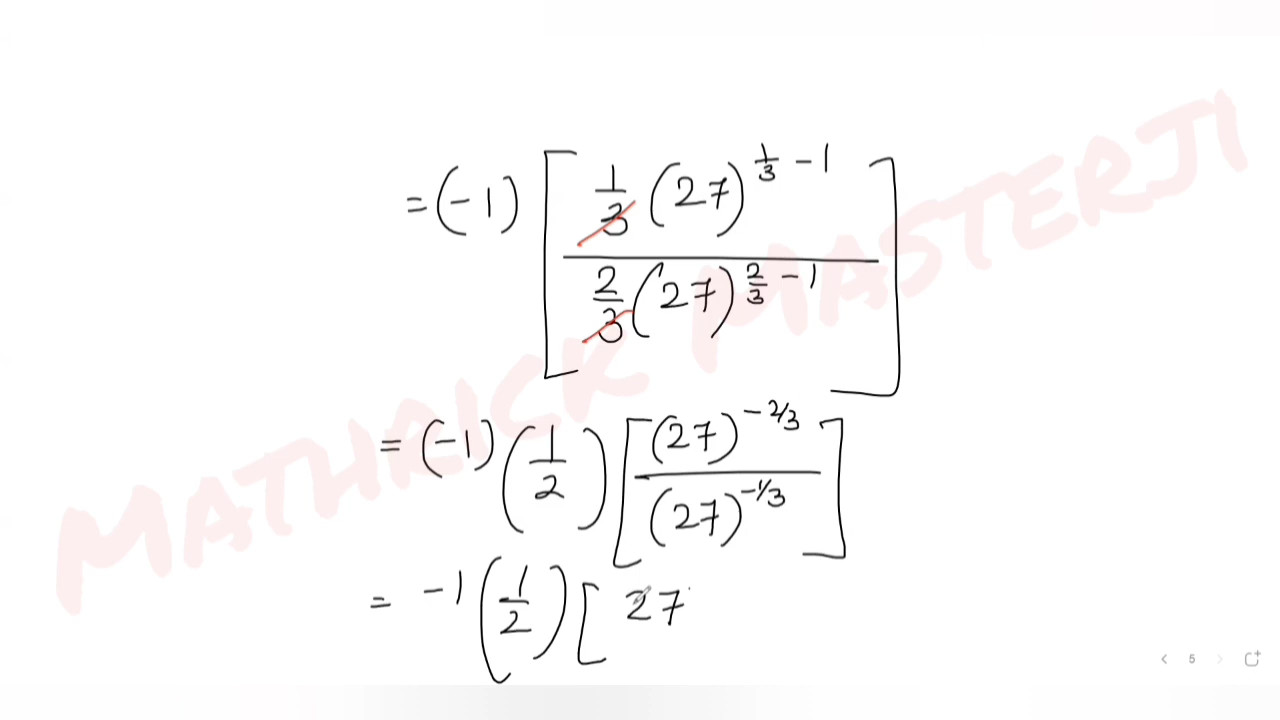 = (-1) [ 1/3 (27)^(1/3 - 1) / 2/3 (27)^(2/3 - 1) ]
= (-1) (1/2) [ (27)^(-2/3) / (27)^(-1/3) ]
= -1 (1/2) [ 27
MATHRICK MASTERJI
< 5 >